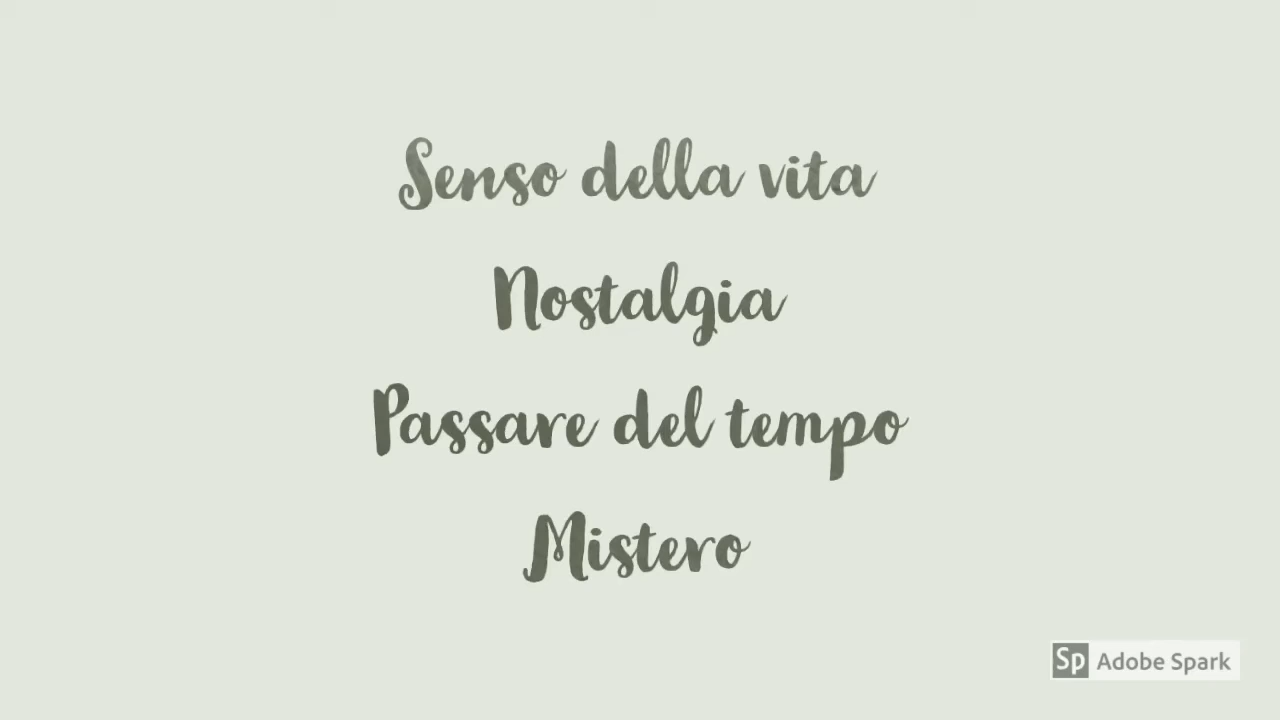 Senso della vita
Nostalgia
Passare del tempo
Mistero
Sp Adobe Spark